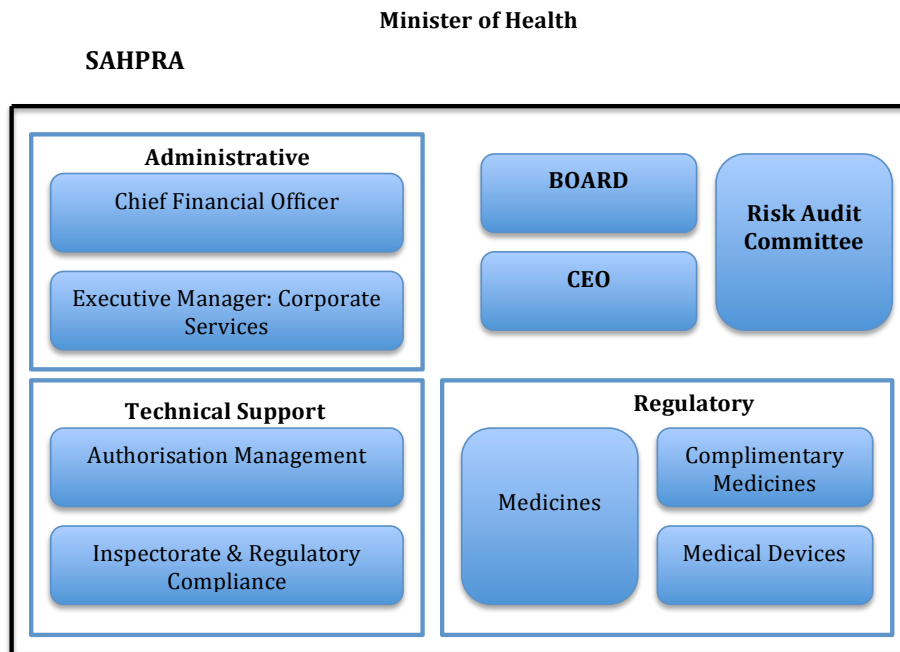 Minister of Health
SAHPRA
Administrative
Chief Financial Officer
Executive Manager: Corporate
Services
BOARD
CEO
Risk Audit
Committee
Technical Support
Authorisation Management
Inspectorate & Regulatory
Compliance
Regulatory
Medicines
Complimentary
Medicines
Medical Devices